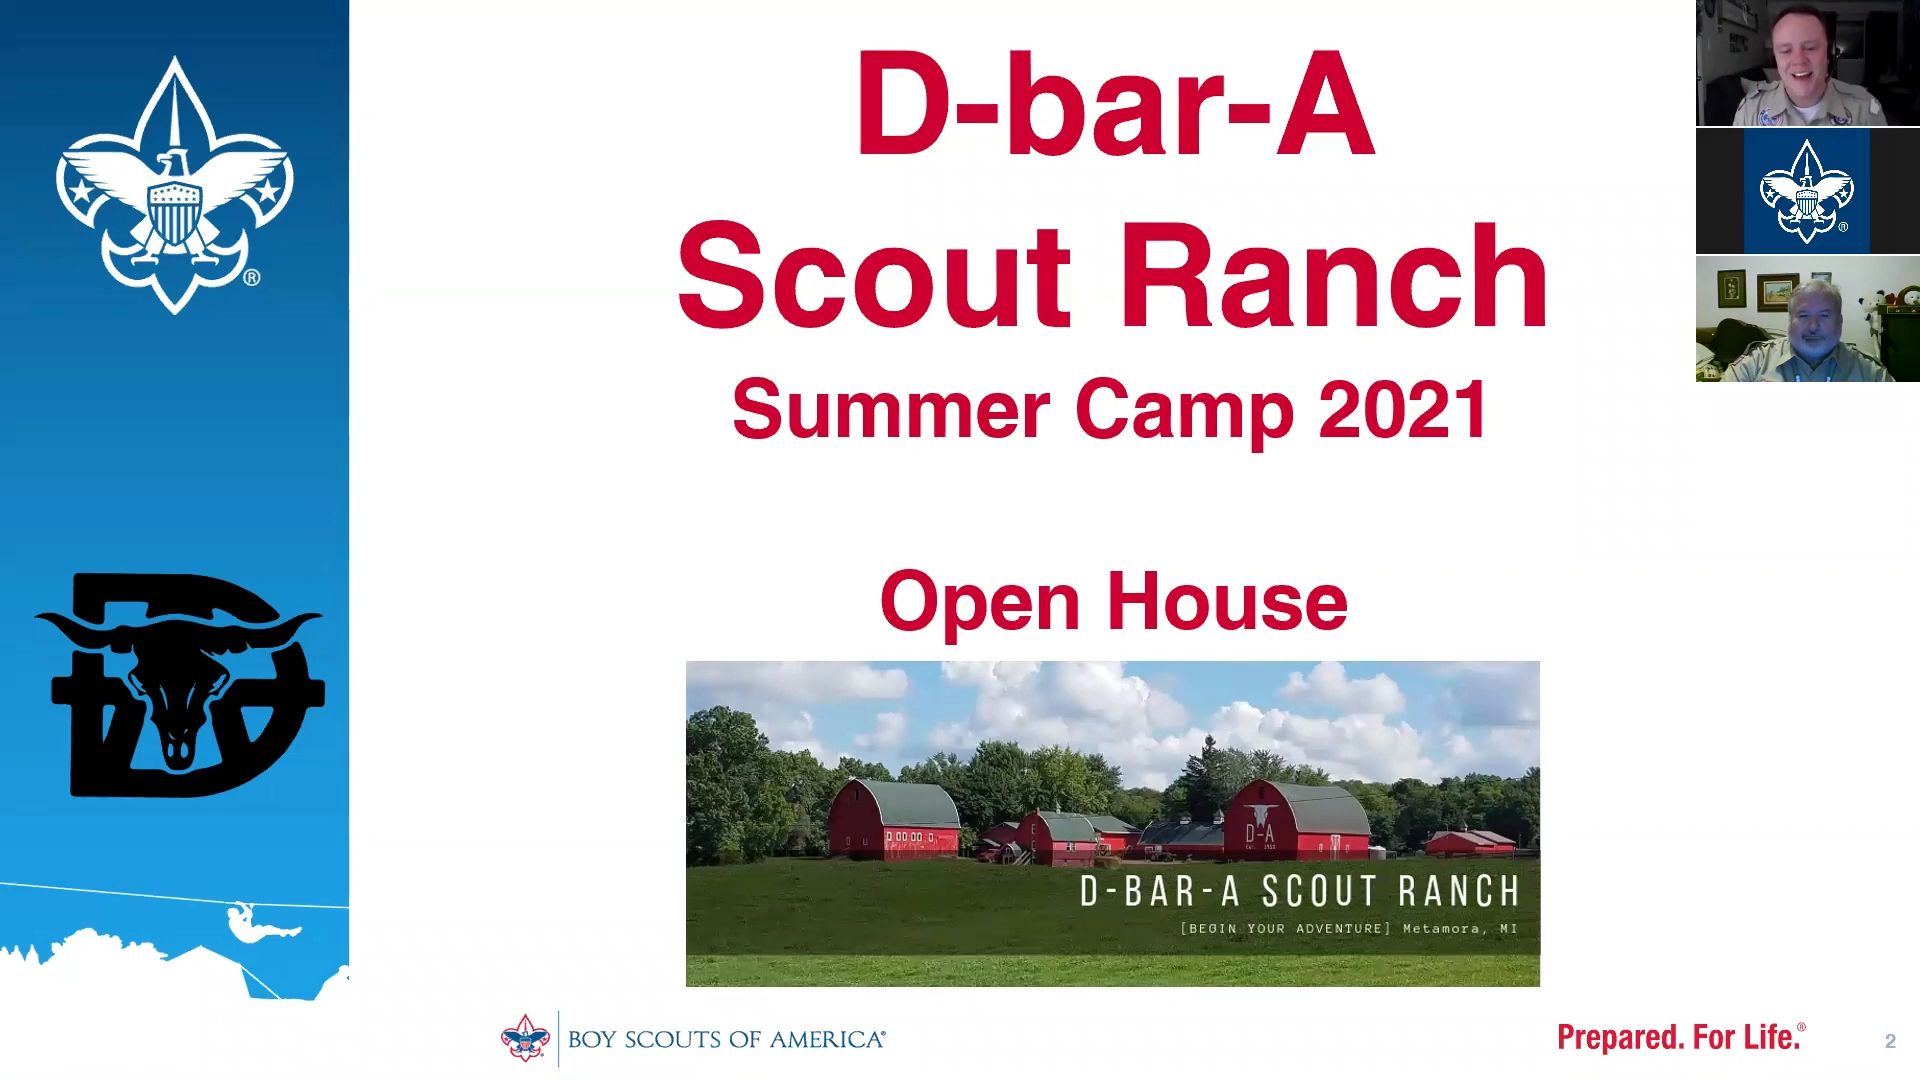 D-bar-A
Scout Ranch
Summer Camp 2021
Open House
D-A
D-BAR-A SCOUT RANCH
[BEGIN YOUR ADVENTURE] Metamora, MI
BOY SCOUTS OF AMERICA®
Prepared. For Life.®
2
®
®